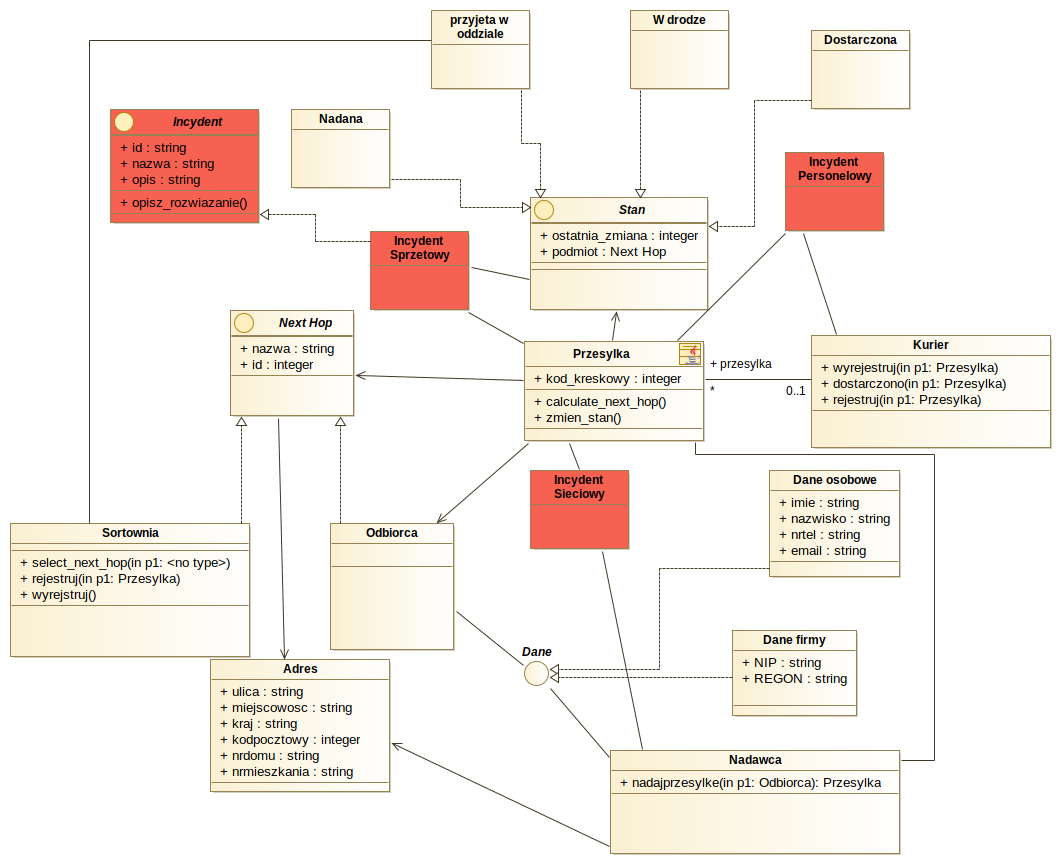 przyjeta w
oddziale
W drodze
Dostarczona
Incydent
+ id : string
+ nazwa : string
+ opis : string
+ opisz_rozwiazanie()
Nadana
Incydent
Personelowy
Stan
+ ostatnia_zmiana : integer
+ podmiot : Next Hop
Incydent
Sprzetowy
Next Hop
+ nazwa : string
+ id : integer
Przesylka
+ kod_kreskowy : integer
+ calculate_next_hop()
+ zmien_stan()
+ przesylka
*
0..1
Kurier
+ wyrejestruj(in p1: Przesylka)
+ dostarczono(in p1: Przesylka)
+ rejestruj(in p1: Przesylka)
Incydent
Sieciowy
Dane osobowe
+ imie : string
+ nazwisko : string
+ nrtel : string
+ email : string
Sortownia
+ select_next_hop(in p1: <no type>)
+ rejestruj(in p1: Przesylka)
+ wyrejstruj()
Odbiorca
Dane
Dane firmy
+ NIP : string
+ REGON : string
Adres
+ ulica : string
+ miejscowosc : string
+ kraj : string
+ kodpocztowy : integer
+ nrdomu : string
+ nrmieszkania : string
Nadawca
+ nadajprzesylke(in p1: Odbiorca): Przesylka